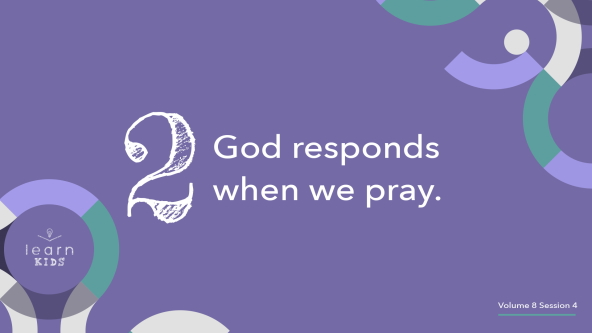 2
God responds
when we pray.
learn
KIDS
Volume 8 Session 4